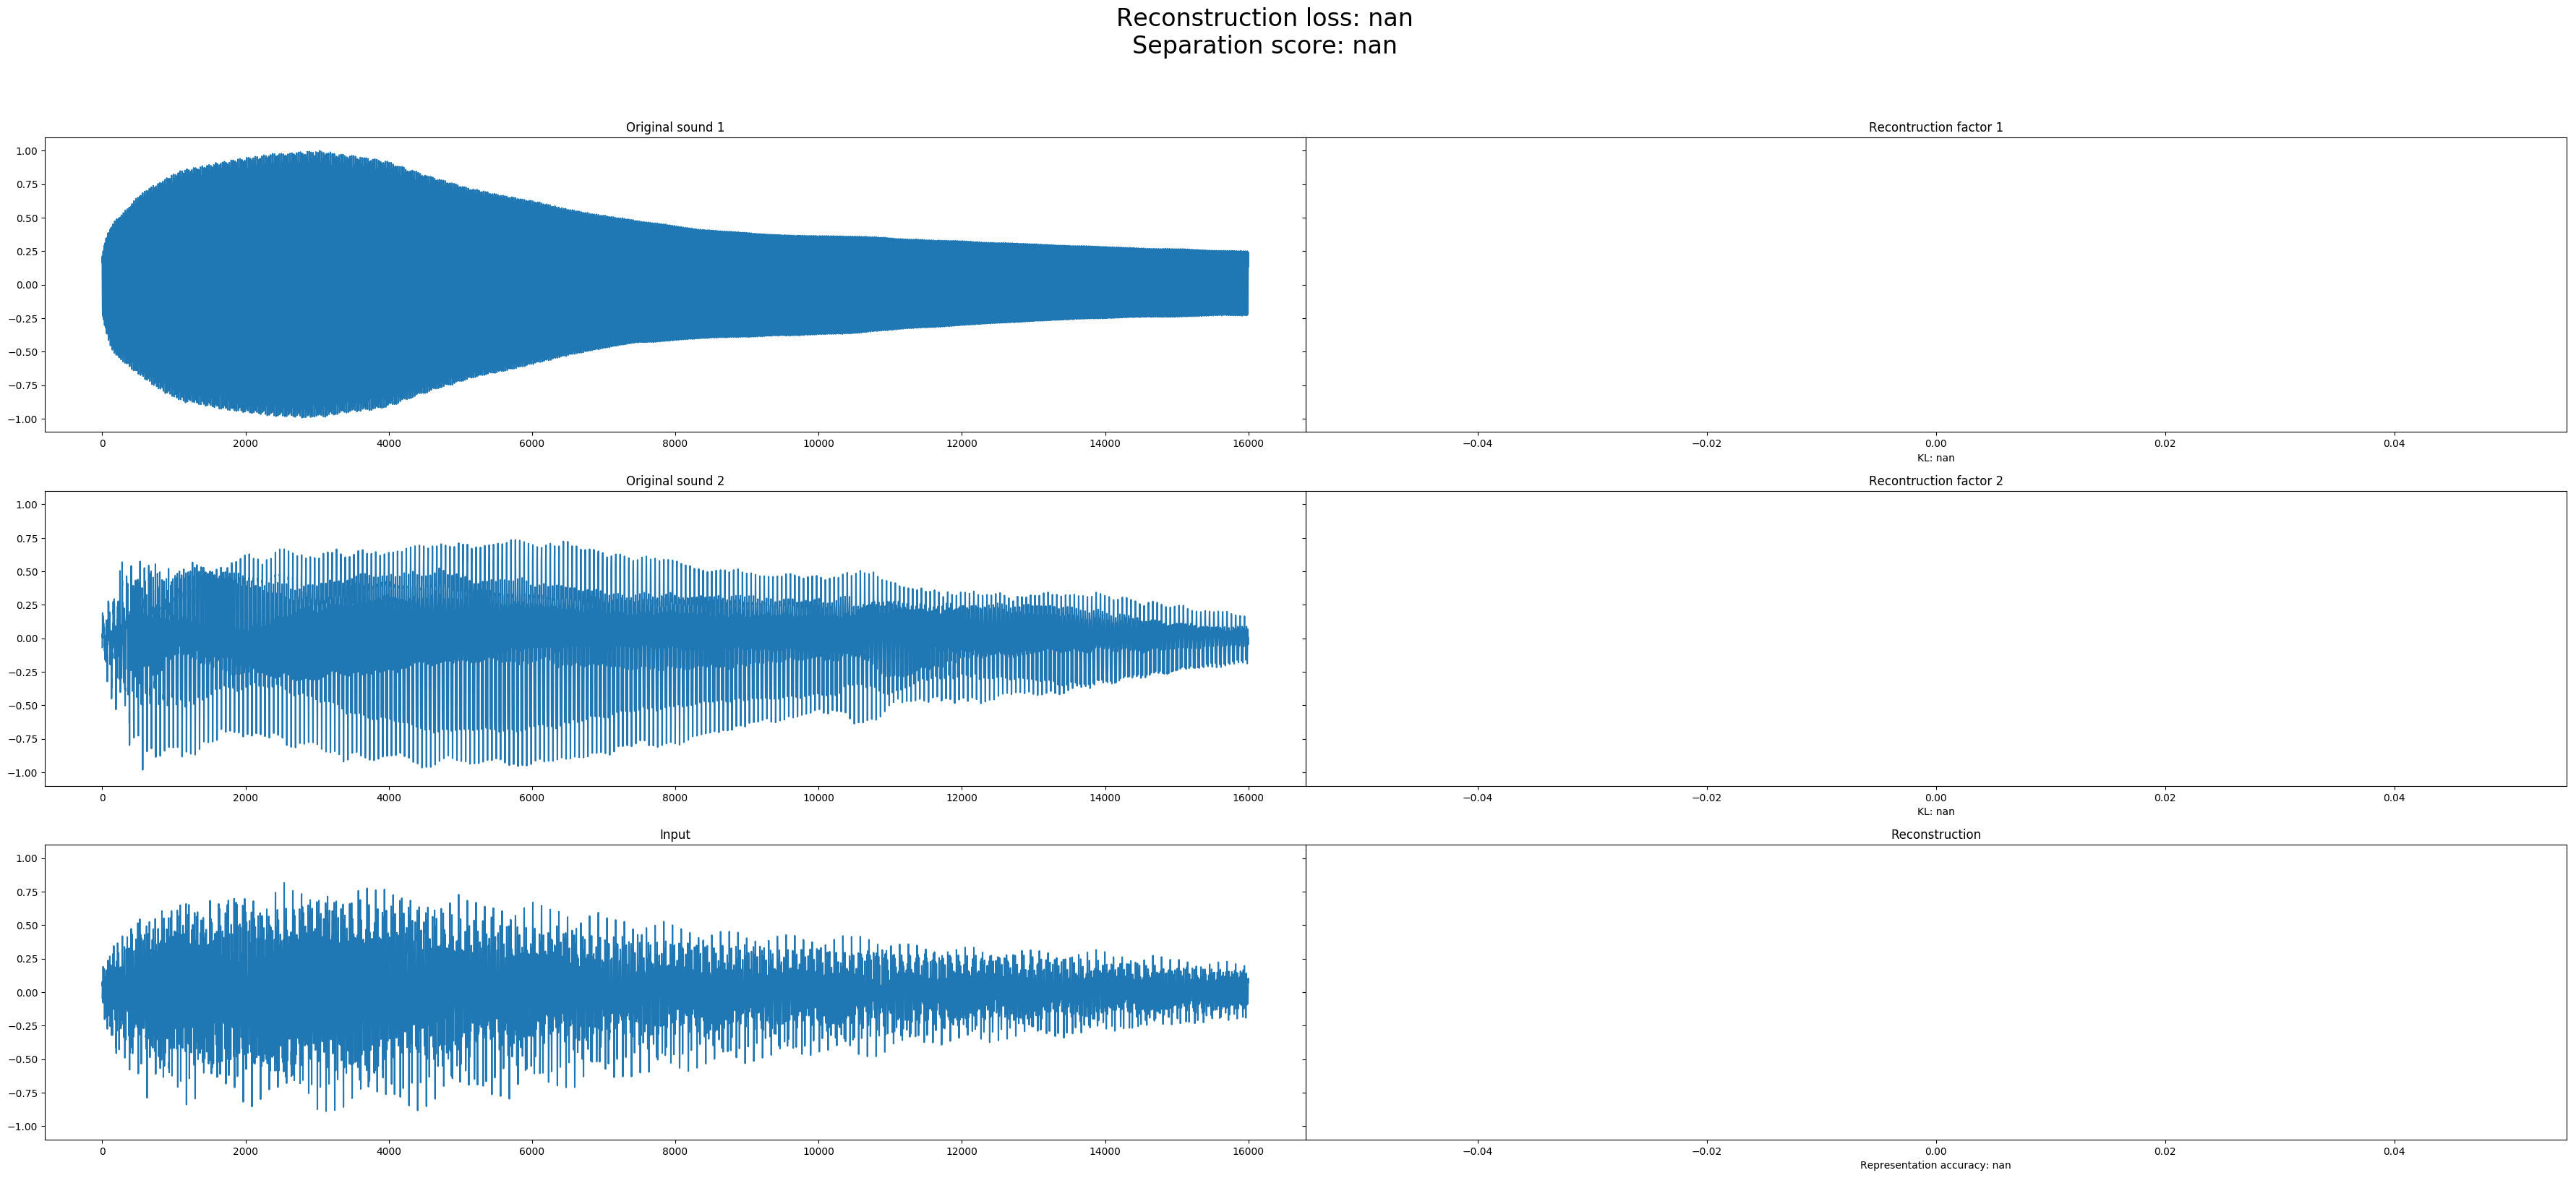 Reconstruction loss: nan
Separation score: nan
Original sound 1
Recontruction factor 1
1.00
0.75
0.50
0.25
0.00
−0.25
−0.50
−0.75
−1.00
0 2000 4000 6000 8000 10000 12000 14000 16000
−0.04 −0.02 0.00 0.02 0.04
KL: nan
Original sound 2
Recontruction factor 2
1.00
0.75
0.50
0.25
0.00
−0.25
−0.50
−0.75
−1.00
0 2000 4000 6000 8000 10000 12000 14000 16000
−0.04 −0.02 0.00 0.02 0.04
KL: nan
Input
Reconstruction
1.00
0.75
0.50
0.25
0.00
−0.25
−0.50
−0.75
−1.00
0 2000 4000 6000 8000 10000 12000 14000 16000
−0.04 −0.02 0.00 0.02 0.04
Representation accuracy: nan